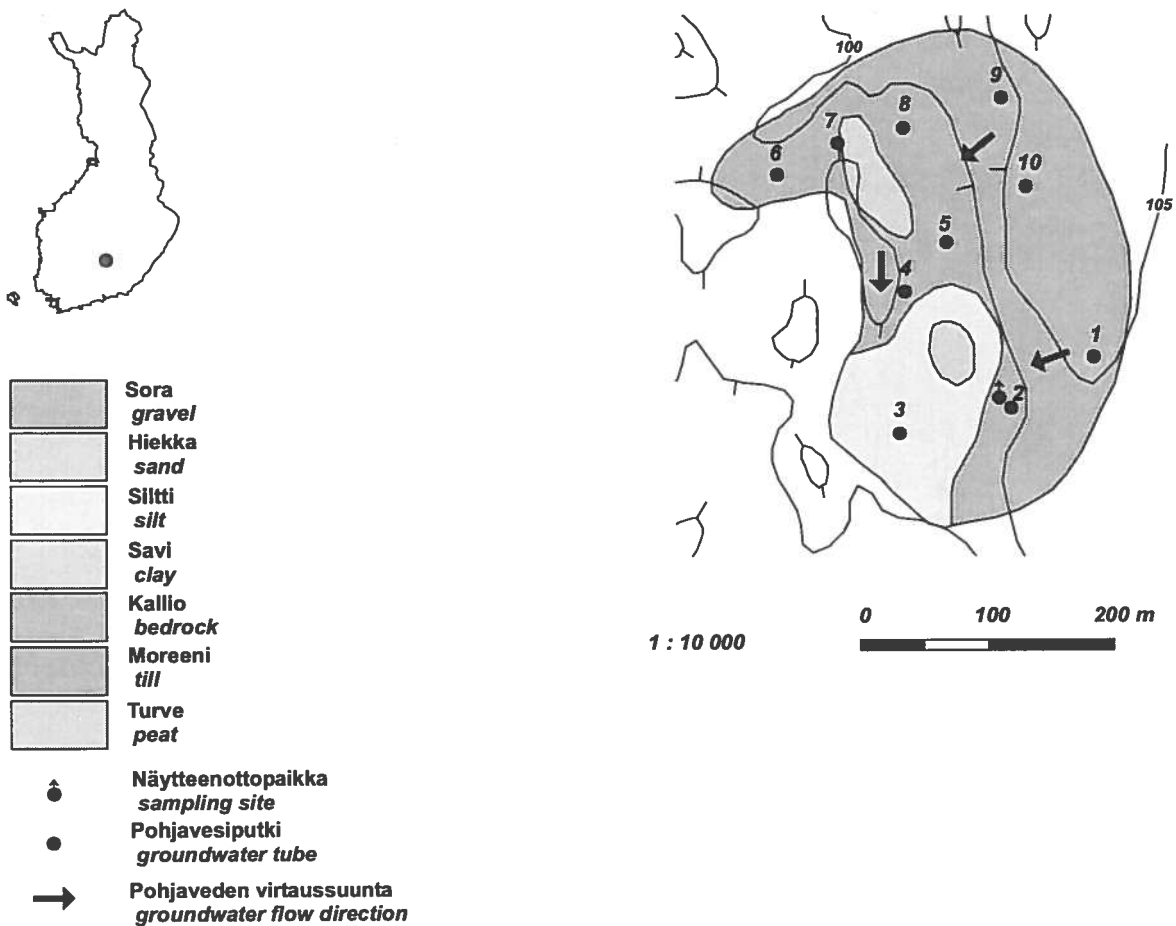 Sora
gravel
Hiekka
sand
Siltti
silt
Savi
clay
Kallio
bedrock
Moreeni
till
Turve
peat
Näytteenottopaikka
sampling site
Pohjavesiputki
groundwater tube
Pohjaveden virtaussuunta
groundwater flow direction
100
9
8
7
6
10
105
5
4
1
2
3
0 100 200 m
1 : 10 000